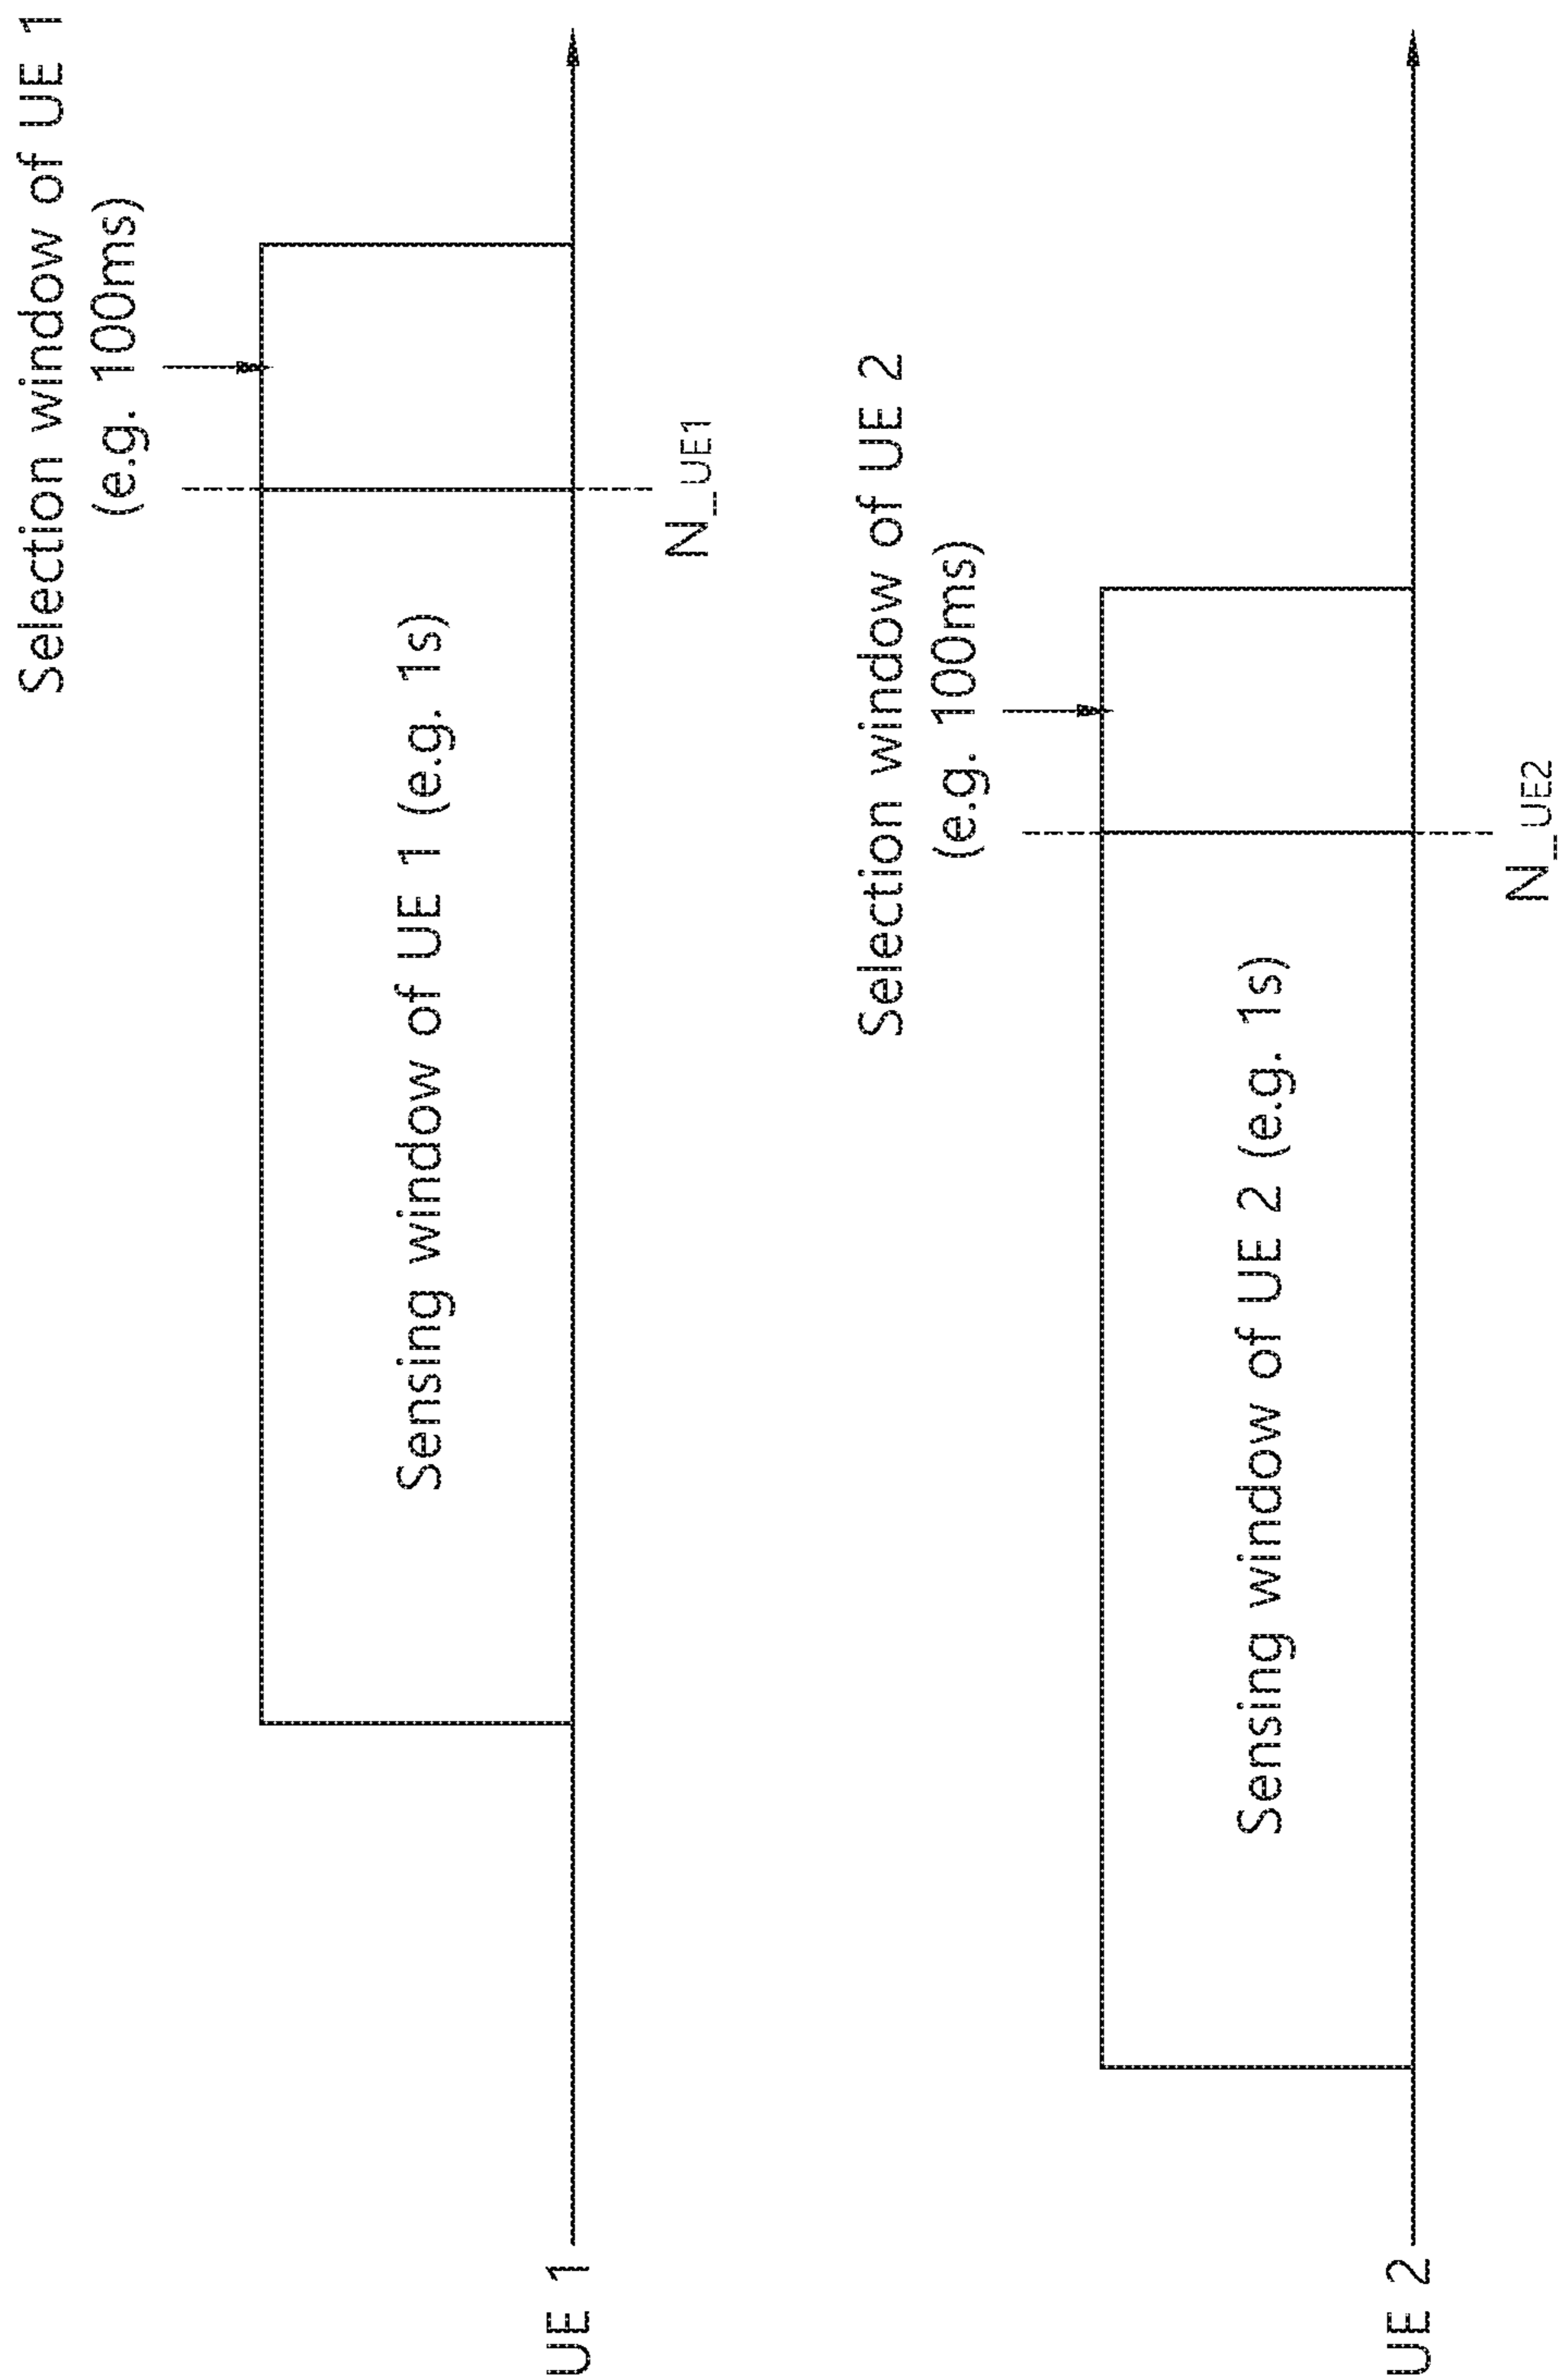 Selection window of UE 1
(e.g. 100ms)
Sensing window of UE 1 (e.g. 1s)
UE 1
N_UE1
Selection window of UE 2
(e.g. 100ms)
Sensing window of UE 2 (e.g. 1s)
UE 2
N_UE2